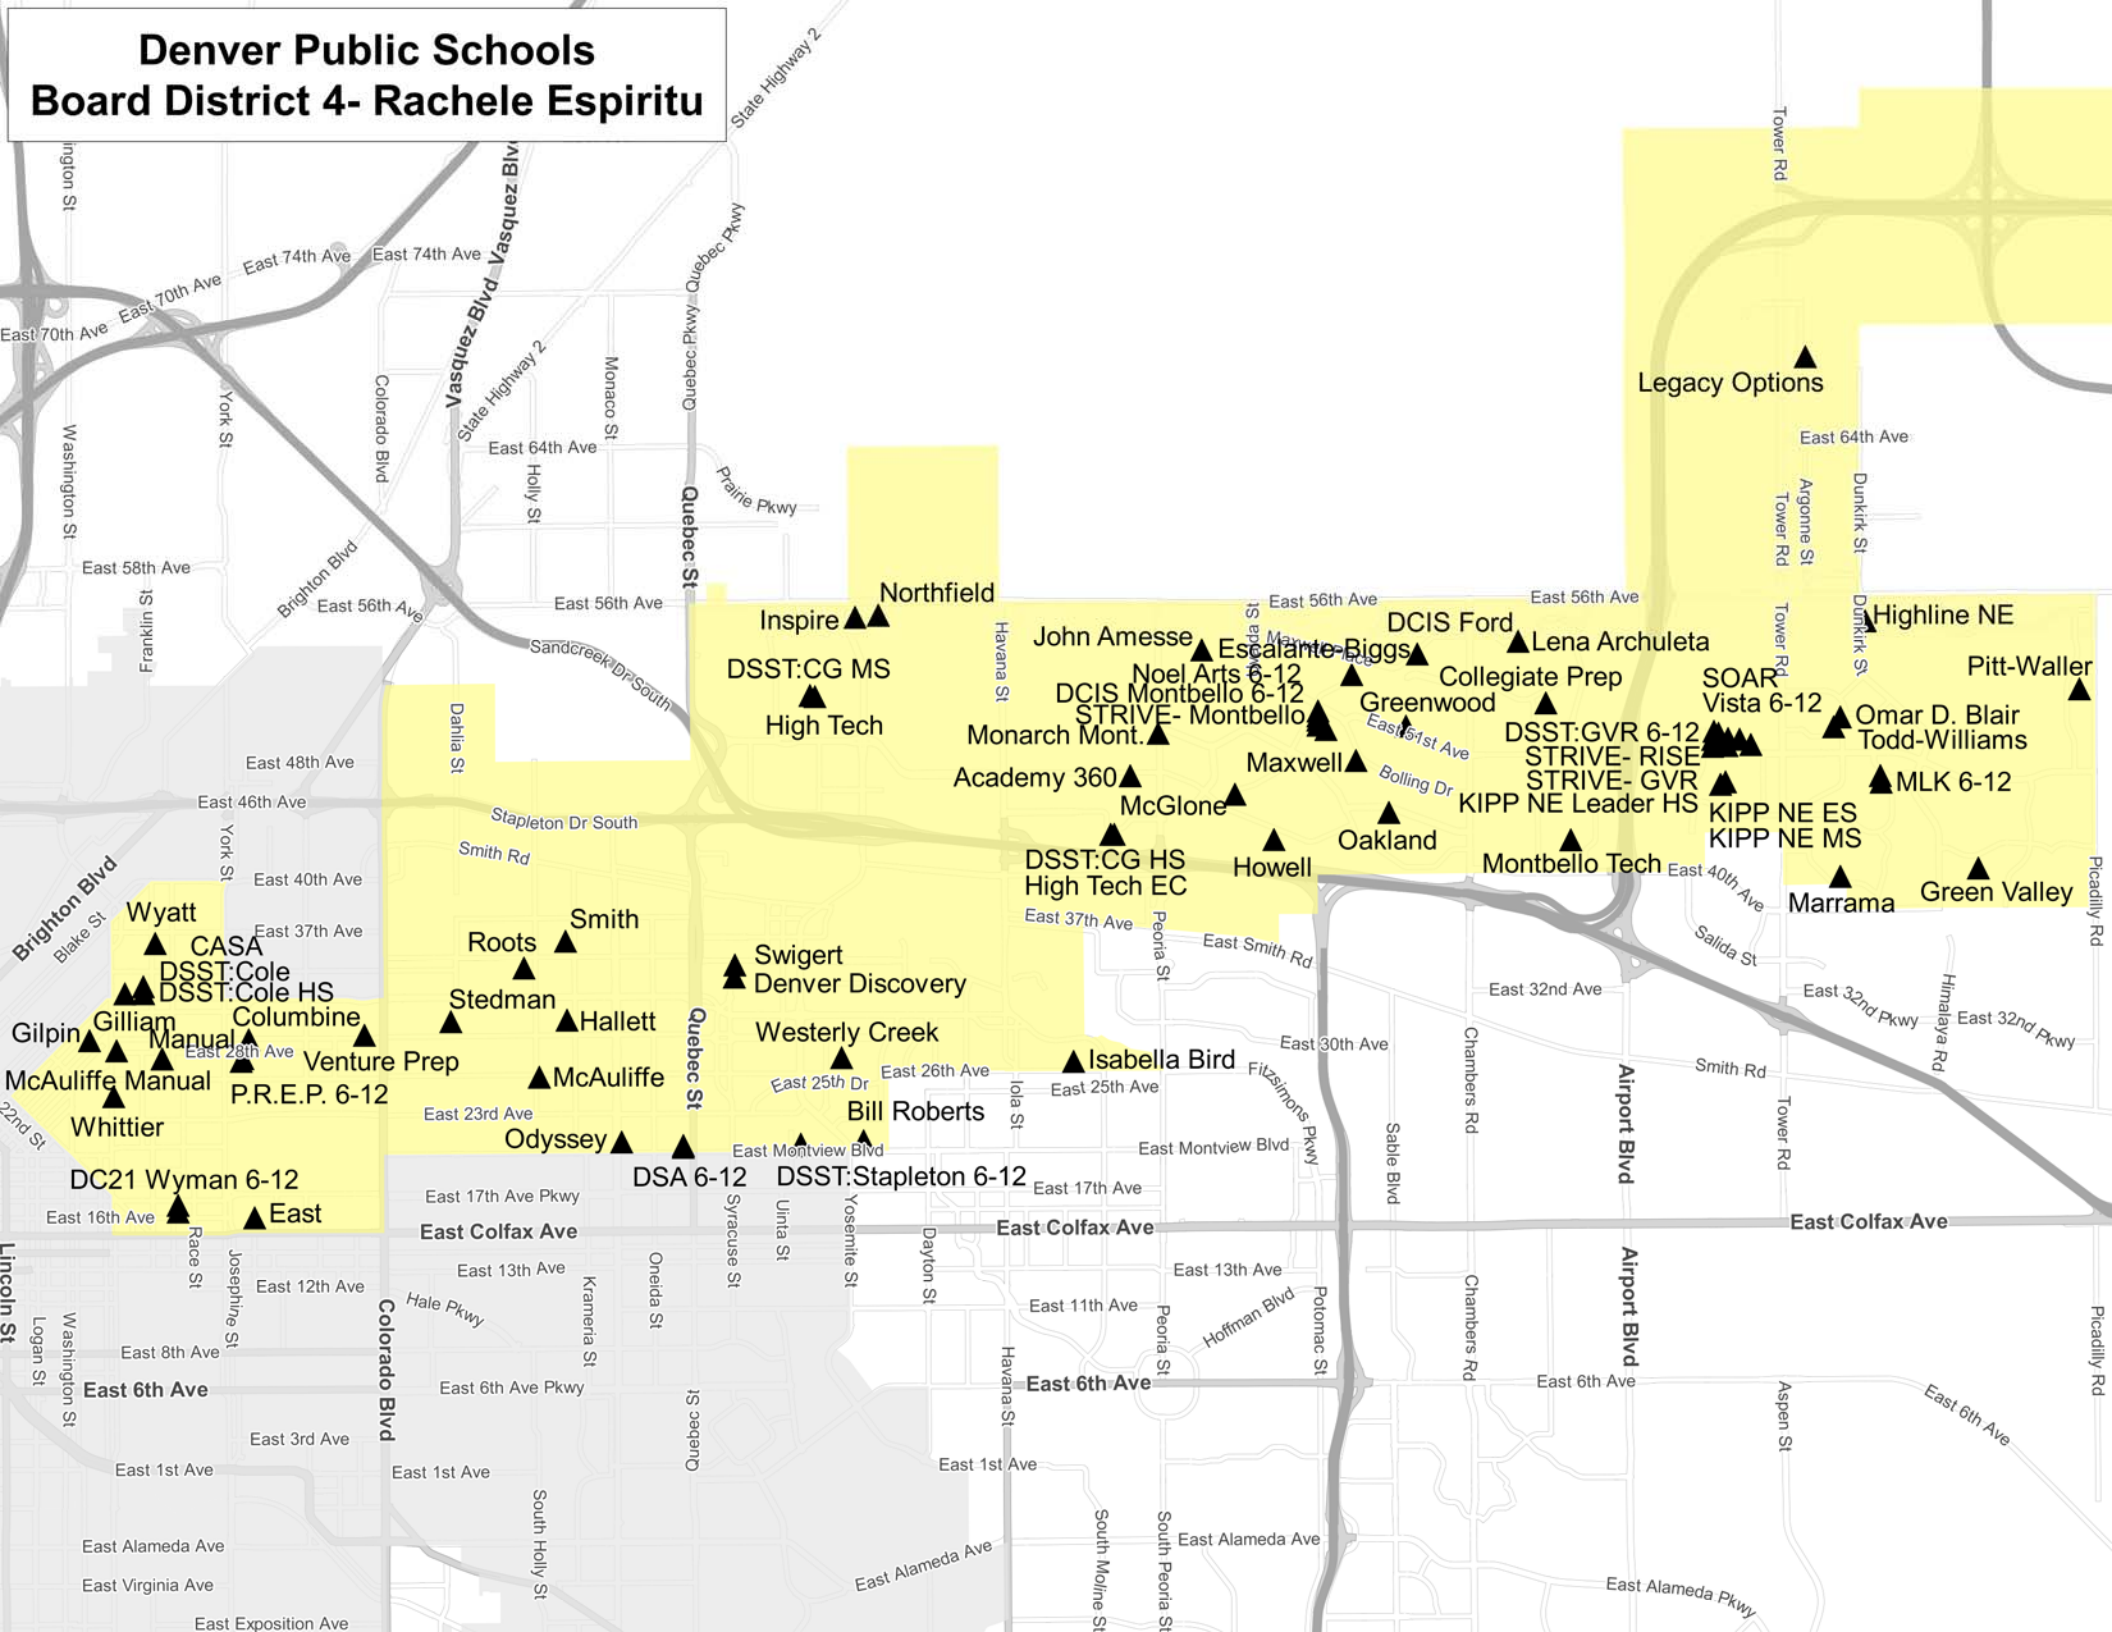 Denver Public Schools
Board District 4- Rachele Espiritu
State Highway 2
Tower Rd
ington St
Vasquez Blvd
Vasquez Blvd
Quebec Pkwy
Quebec Pkwy
East 74th Ave
East 74th Ave
East 70th Ave
East 70th Ave
State Highway 2
Monaco St
Colorado Blvd
York St
Washington St
Legacy Options
East 64th Ave
East 64th Ave
Holly St
Prairie Pkwy
Quebec St
Argonne St
Tower Rd
Dunkirk St
East 58th Ave
Brighton Blvd
Franklin St
East 56th Ave
East 56th Ave
East 56th Ave
East 56th Ave
Northfield
Inspire
Havana St
John Amesse
Maxwell Place
Escalante-Biggs
DCIS Ford
Lena Archuleta
Tower Rd
Dunkirk St
Highline NE
Sandcreek Dr South
DSST:CG MS
High Tech
Noel Arts 6-12
DCIS Montbello 6-12
STRIVE- Montbello
Monarch Mont.
Collegiate Prep
Greenwood
East 51st Ave
SOAR
Vista 6-12
Pitt-Waller
Omar D. Blair
Todd-Williams
DSST:GVR 6-12
STRIVE- RISE
STRIVE- GVR
KIPP NE Leader HS
KIPP NE ES
KIPP NE MS
MLK 6-12
Dahlia St
East 48th Ave
East 46th Ave
Stapleton Dr South
Smith Rd
York St
Academy 360
McGlone
Maxwell
Bolling Dr
Oakland
Howell
DSST:CG HS
High Tech EC
Montbello Tech
East 40th Ave
Marrama
Green Valley
Picadilly Rd
Brighton Blvd
Blake St
East 40th Ave
East 37th Ave
East 37th Ave
Peoria St
East Smith Rd
Salida St
Wyatt
CASA
DSST:Cole
DSST:Cole HS
Smith
Roots
Stedman
Hallett
Swigert
Denver Discovery
Westerly Creek
East 32nd Ave
East 32nd Pkwy
East 32nd Pkwy
Himalaya Rd
Gilpin
Gilliam
Manual
Columbine
East 28th Ave
Venture Prep
McAuliffe Manual
P.R.E.P. 6-12
Whittier
22nd St
McAuliffe
Quebec St
East 25th Dr
East 26th Ave
Isabella Bird
East 25th Ave
East 30th Ave
Fitzsimons Pkwy
Chambers Rd
Airport Blvd
Smith Rd
Tower Rd
Iola St
East 23rd Ave
Odyssey
DSA 6-12
Bill Roberts
East Montview Blvd
East Montview Blvd
DSST:Stapleton 6-12
Sable Blvd
DC21 Wyman 6-12
East 16th Ave
East
East 17th Ave Pkwy
East 17th Ave
East Colfax Ave
East Colfax Ave
East Colfax Ave
Lincoln St
Race St
Josephine St
Syracuse St
Uinta St
Yosemite St
Dayton St
Oneida St
Krameria St
East 12th Ave
East 13th Ave
East 13th Ave
East 11th Ave
Hale Pkwy
Hoffman Blvd
Peoria St
Potomac St
Chambers Rd
Airport Blvd
Picadilly Rd
Logan St
Washington St
East 8th Ave
Colorado Blvd
East 6th Ave
East 6th Ave Pkwy
East 6th Ave
East 6th Ave
East 6th Ave
Quebec St
Havana St
Aspen St
East 3rd Ave
East 1st Ave
East 1st Ave
East 1st Ave
South Holly St
South Moline St
South Peoria St
East Alameda Ave
East Alameda Ave
East Alameda Ave
East Alameda Pkwy
East Virginia Ave
East Exposition Ave